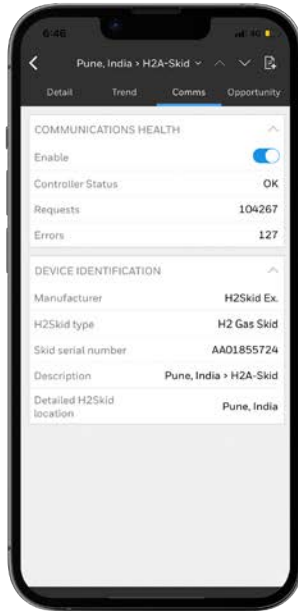 6:46
4G
Pune, India > H2A-Skid
Detail Trend Comms Opportunity
COMMUNICATIONS HEALTH
Enable
Controller Status OK
Requests 104267
Errors 127
DEVICE IDENTIFICATION
Manufacturer H2Skid Ex.
H2Skid type H2 Gas Skid
Skid serial number AA01855724
Description Pune, India > H2A-Skid
Detailed H2Skid
location Pune, India